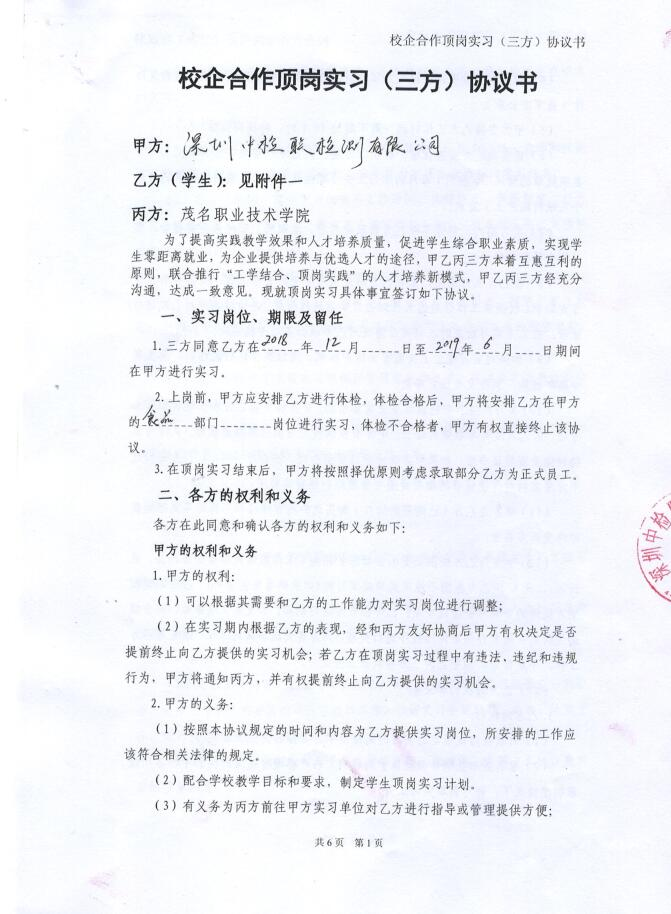 校企合作顶岗实习（三方）协议书
校企合作顶岗实习（三方）协议书
甲方：深圳中检联检测有限公司
乙方（学生）：见附件一
丙方：茂名职业技术学院
为了提高实践教学效果和人才培养质量，促进学生综合职业素质，实现学
生零距离就业，为企业提供培养与优选人才的途径，甲乙丙三方本着互惠互利的
原则，联合推行“工学结合、顶岗实践”的人才培养新模式，甲乙丙三方经充分
沟通，达成一致意见。现就顶岗实习具体事宜签订如下协议。
一、实习岗位、期限及留任
1.三方同意乙方在2018年12月------日至2019年6月----日期间
在甲方进行实习。
2.上岗前，甲方应安排乙方进行体检，体检合格后，甲方将安排乙方在甲方
的食品----部门--------岗位进行实习，体检不合格者，甲方有权直接终止该协
议。
3.在顶岗实习结束后，甲方将按照择优原则考虑录取部分乙方为正式员工。
二、各方的权利和义务
各方在此同意和确认各方的权利和义务如下：
甲方的权利和义务
1.甲方的权利：
（1）可以根据其需要和乙方的工作能力对实习岗位进行调整；
（2）在实习期内根据乙方的表现，经和丙方友好协商后甲方有权决定是否
提前终止向乙方提供的实习机会；若乙方在顶岗实习过程中有违法、违纪和违规
行为，甲方将通知丙方，并有权提前终止向乙方提供的实习机会。
2.甲方的义务：
（1）按照本协议规定的时间和内容为乙方提供实习岗位，所安排的工作应
该符合相关法律的规定。
（2）配合学校教学目标和要求，制定学生顶岗实习计划。
（3）有义务为丙方前往甲方实习单位对乙方进行指导或管理提供方便；
共6页 第1页
深圳中检